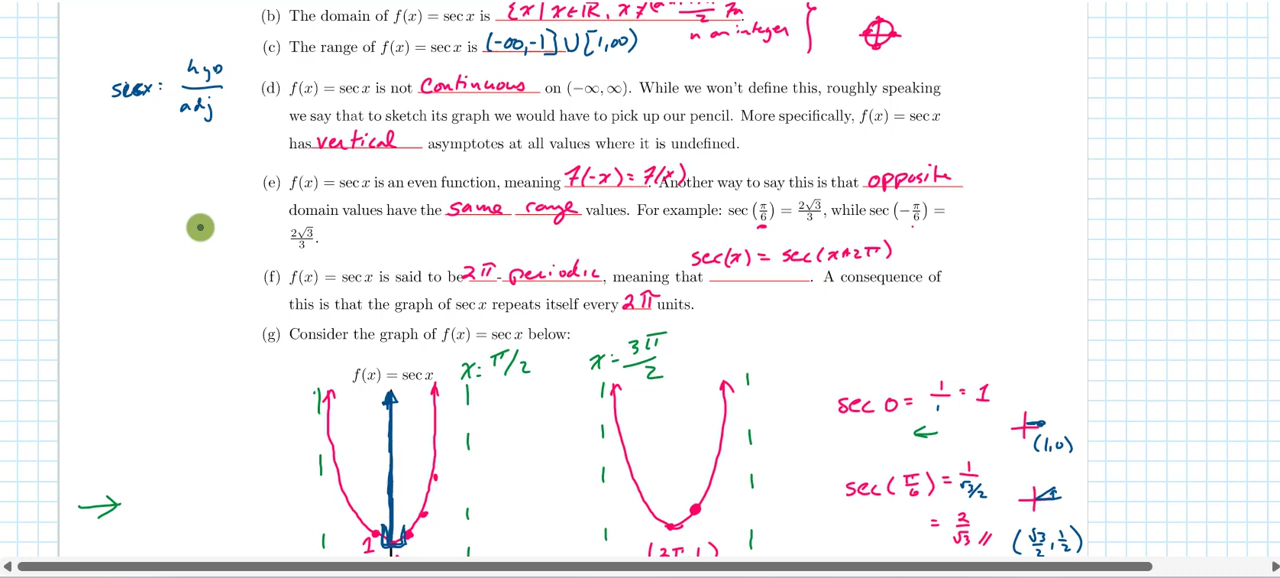 (b) The domain of f(x) = sec x is {x | x ∈ ℝ, x ≠
n an integer }
(c) The range of f(x) = sec x is (-∞,-1] ∪ [1,∞)
secx: hyp/adj
(d) f(x) = sec x is not Continuous on (−∞, ∞). While we won't define this, roughly speaking
we say that to sketch its graph we would have to pick up our pencil. More specifically, f(x) = sec x
has vertical asymptotes at all values where it is undefined.
(e) f(x) = sec x is an even function, meaning f(-x) = f(x). Another way to say this is that opposite
domain values have the same range values. For example: sec (π/6) = 2√3/3, while sec (−π/6) =
2√3/3.
sec(x) = sec(x+2π)
(f) f(x) = sec x is said to be 2π - periodic, meaning that ____. A consequence of
this is that the graph of sec x repeats itself every 2π units.
(g) Consider the graph of f(x) = sec x below:
f(x) = sec x
x = π/2
x = 3π/2
sec 0 = 1/1 = 1
(1,0)
sec(π/6) = 1/(√3/2)
= 2/√3 //
(√3/2, 1/2)
1
(2π, 1)